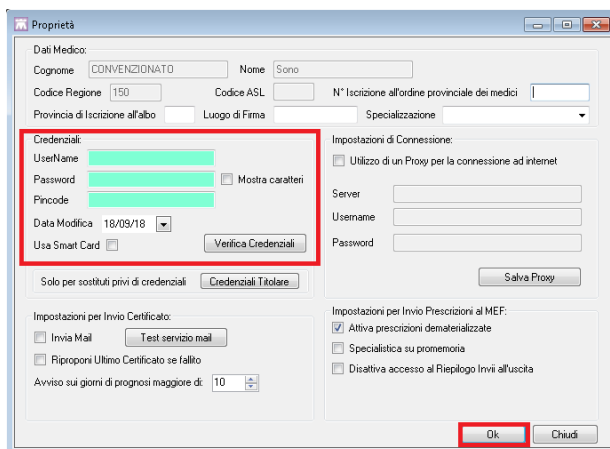 Proprietà
Dati Medico:
Cognome CONVENZIONATO Nome Sono
Codice Regione 150 Codice ASL N° Iscrizione all'ordine provinciale dei medici
Provincia di Iscrizione all'albo Luogo di Firma Specializzazione
Credenziali:
UserName
Password Mostra caratteri
Pincode
Data Modifica 18/09/18
Usa Smart Card Verifica Credenziali
Solo per sostituti privi di credenziali Credenziali Titolare
Impostazioni di Connessione:
Utilizzo di un Proxy per la connessione ad internet
Server
Username
Password
Salva Proxy
Impostazioni per Invio Certificato:
Invia Mail Test servizio mail
Riproponi Ultimo Certificato se fallito
Avviso sui giorni di prognosi maggiore di: 10
Impostazioni per Invio Prescrizioni al MEF:
Attiva prescrizioni dematerializzate
Specialistica su promemoria
Disattiva accesso al Riepilogo Invii all'uscita
Ok Chiudi